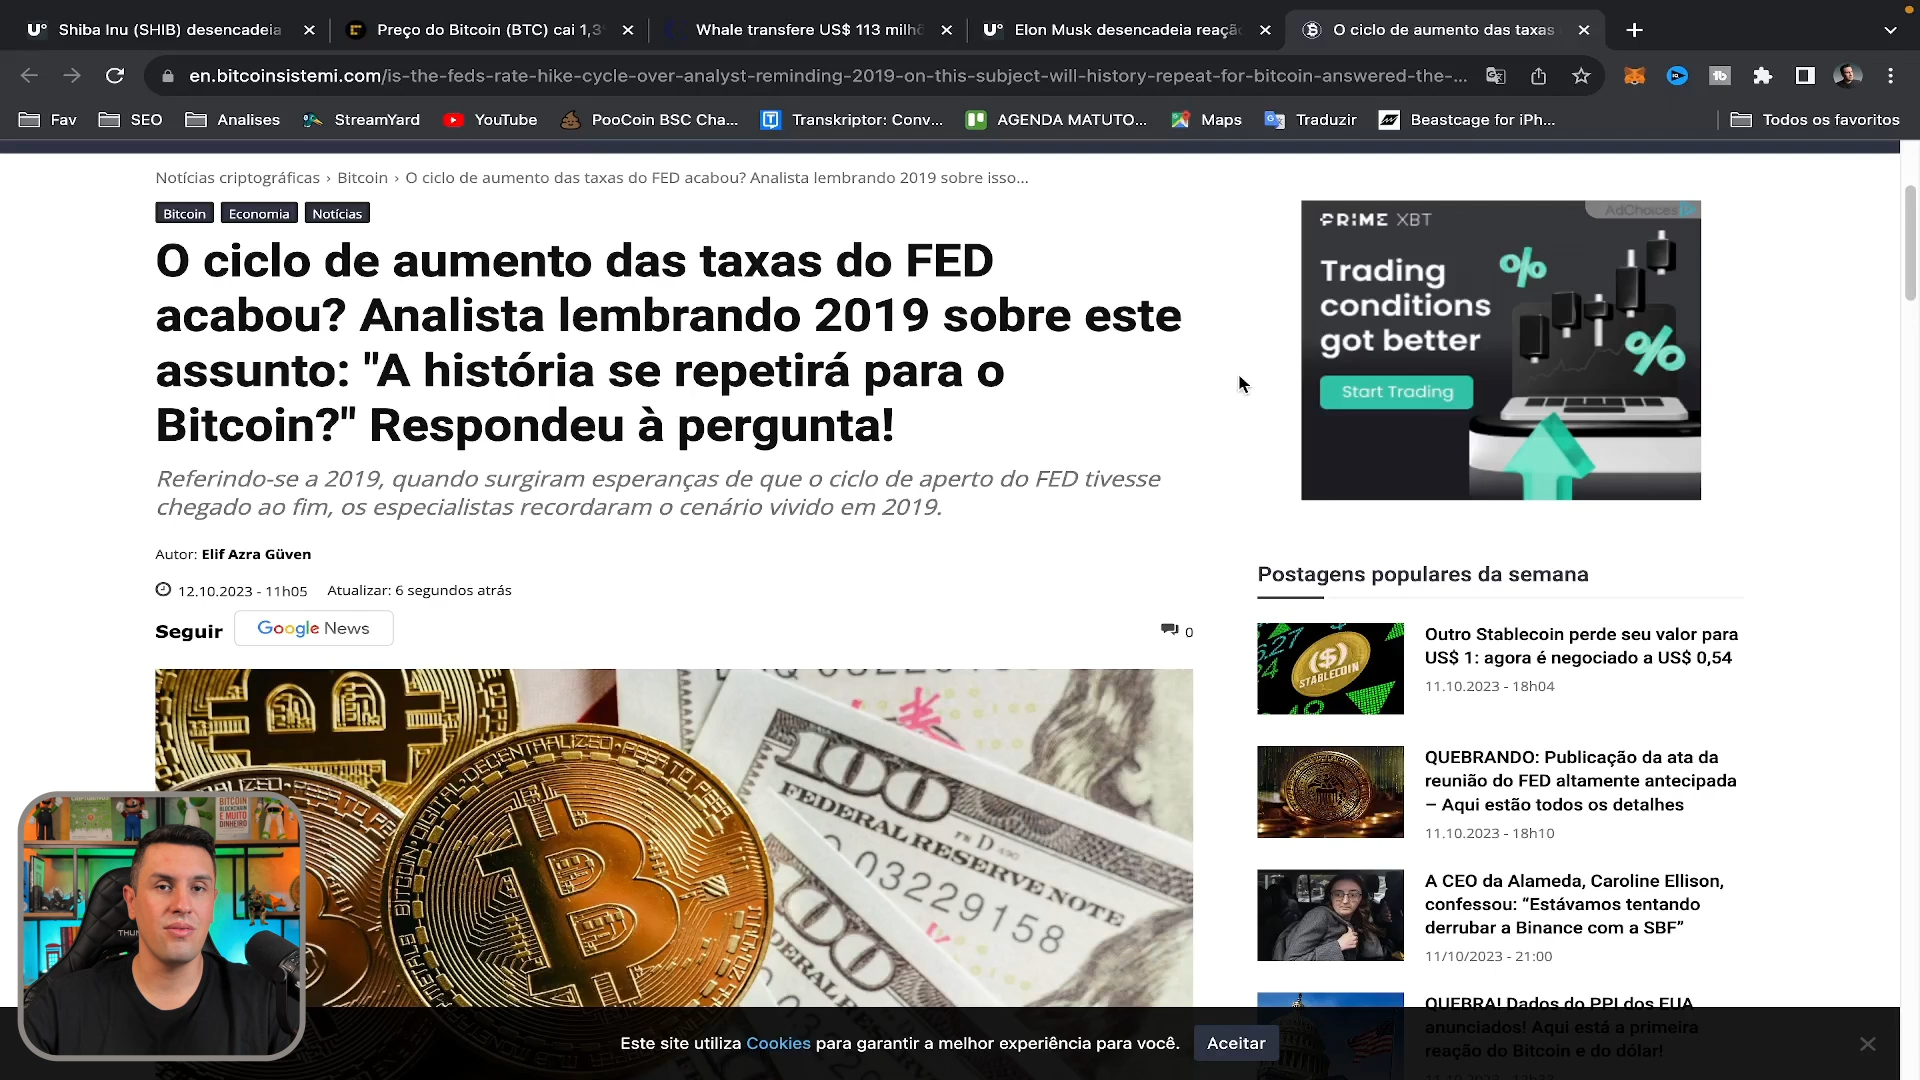 Shiba Inu (SHIB) desencadeia
Preço do Bitcoin (BTC) cai 1,3
Whale transfere US$ 113 milhõ
Elon Musk desencadeia reação
O ciclo de aumento das taxas
en.bitcoinsistemi.com/is-the-feds-rate-hike-cycle-over-analyst-reminding-2019-on-this-subject-will-history-repeat-for-bitcoin-answered-the-...
Fav
SEO
Analises
StreamYard
YouTube
PooCoin BSC Cha...
Transkriptor: Conv...
AGENDA MATUTO...
Maps
Traduzir
Beastcage for iPh...
Todos os favoritos
Notícias criptográficas › Bitcoin › O ciclo de aumento das taxas do FED acabou? Analista lembrando 2019 sobre isso...
Bitcoin
Economia
Notícias
O ciclo de aumento das taxas do FED
acabou? Analista lembrando 2019 sobre este
assunto: "A história se repetirá para o
Bitcoin?" Respondeu à pergunta!
Referindo-se a 2019, quando surgiram esperanças de que o ciclo de aperto do FED tivesse
chegado ao fim, os especialistas recordaram o cenário vivido em 2019.
Autor: Elif Azra Güven
12.10.2023 - 11h05
Atualizar: 6 segundos atrás
Seguir
Google News
0
AdChoices
PRIME XBT
Trading
conditions
got better
Start Trading
%
%
Postagens populares da semana
STABLECOIN
Outro Stablecoin perde seu valor para
US$ 1: agora é negociado a US$ 0,54
11.10.2023 - 18h04
QUEBRANDO: Publicação da ata da
reunião do FED altamente antecipada
– Aqui estão todos os detalhes
11.10.2023 - 18h10
A CEO da Alameda, Caroline Ellison,
confessou: “Estávamos tentando
derrubar a Binance com a SBF”
11/10/2023 - 21:00
QUEBRA! Dados do PPI dos EUA
anunciados! Aqui está a primeira
reação do Bitcoin e do dólar!
100
FEDERAL RESERVE NOTE
03229158
BITCOIN
BLOCKCHAIN
E MUITO
DINHEIRO
Este site utiliza Cookies para garantir a melhor experiência para você.
Aceitar